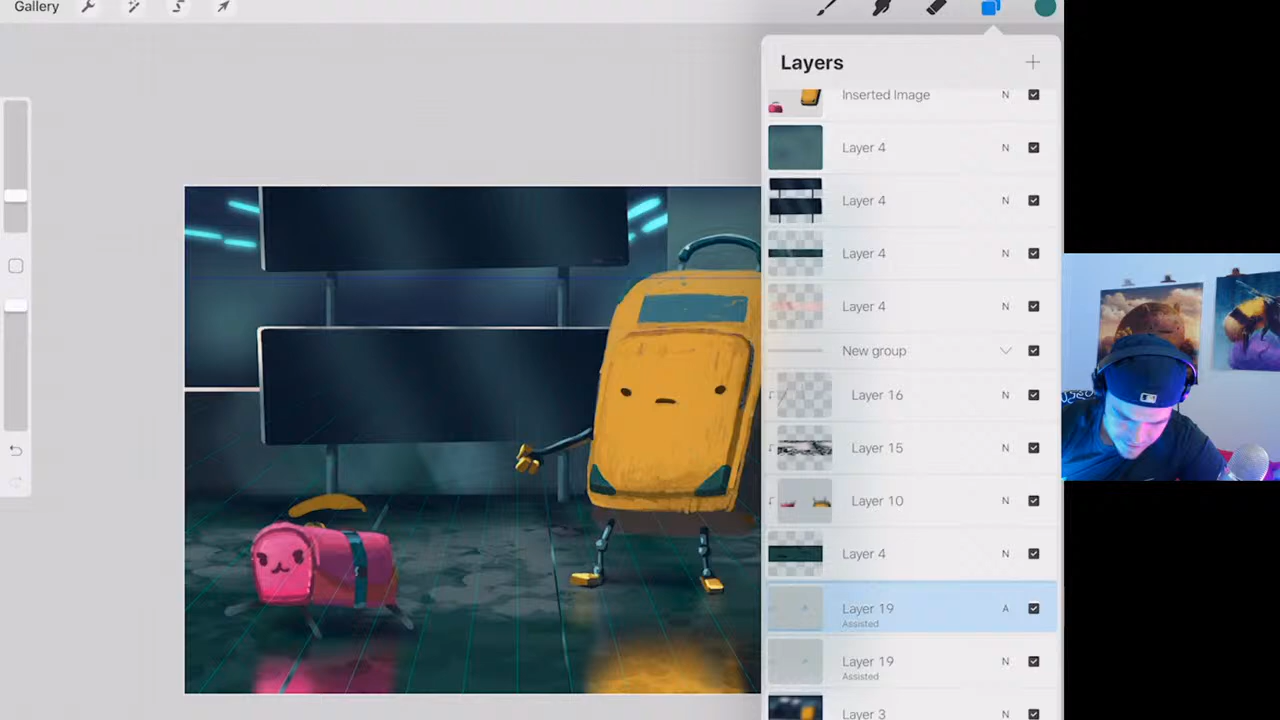 Gallery
Layers
Inserted Image N
Layer 4 N
Layer 4 N
Layer 4 N
Layer 4 N
New group
Layer 16 N
Layer 15 N
Layer 10 N
Layer 4 N
Layer 19 A
Assisted
Layer 19 N
Assisted
Layer 3 N